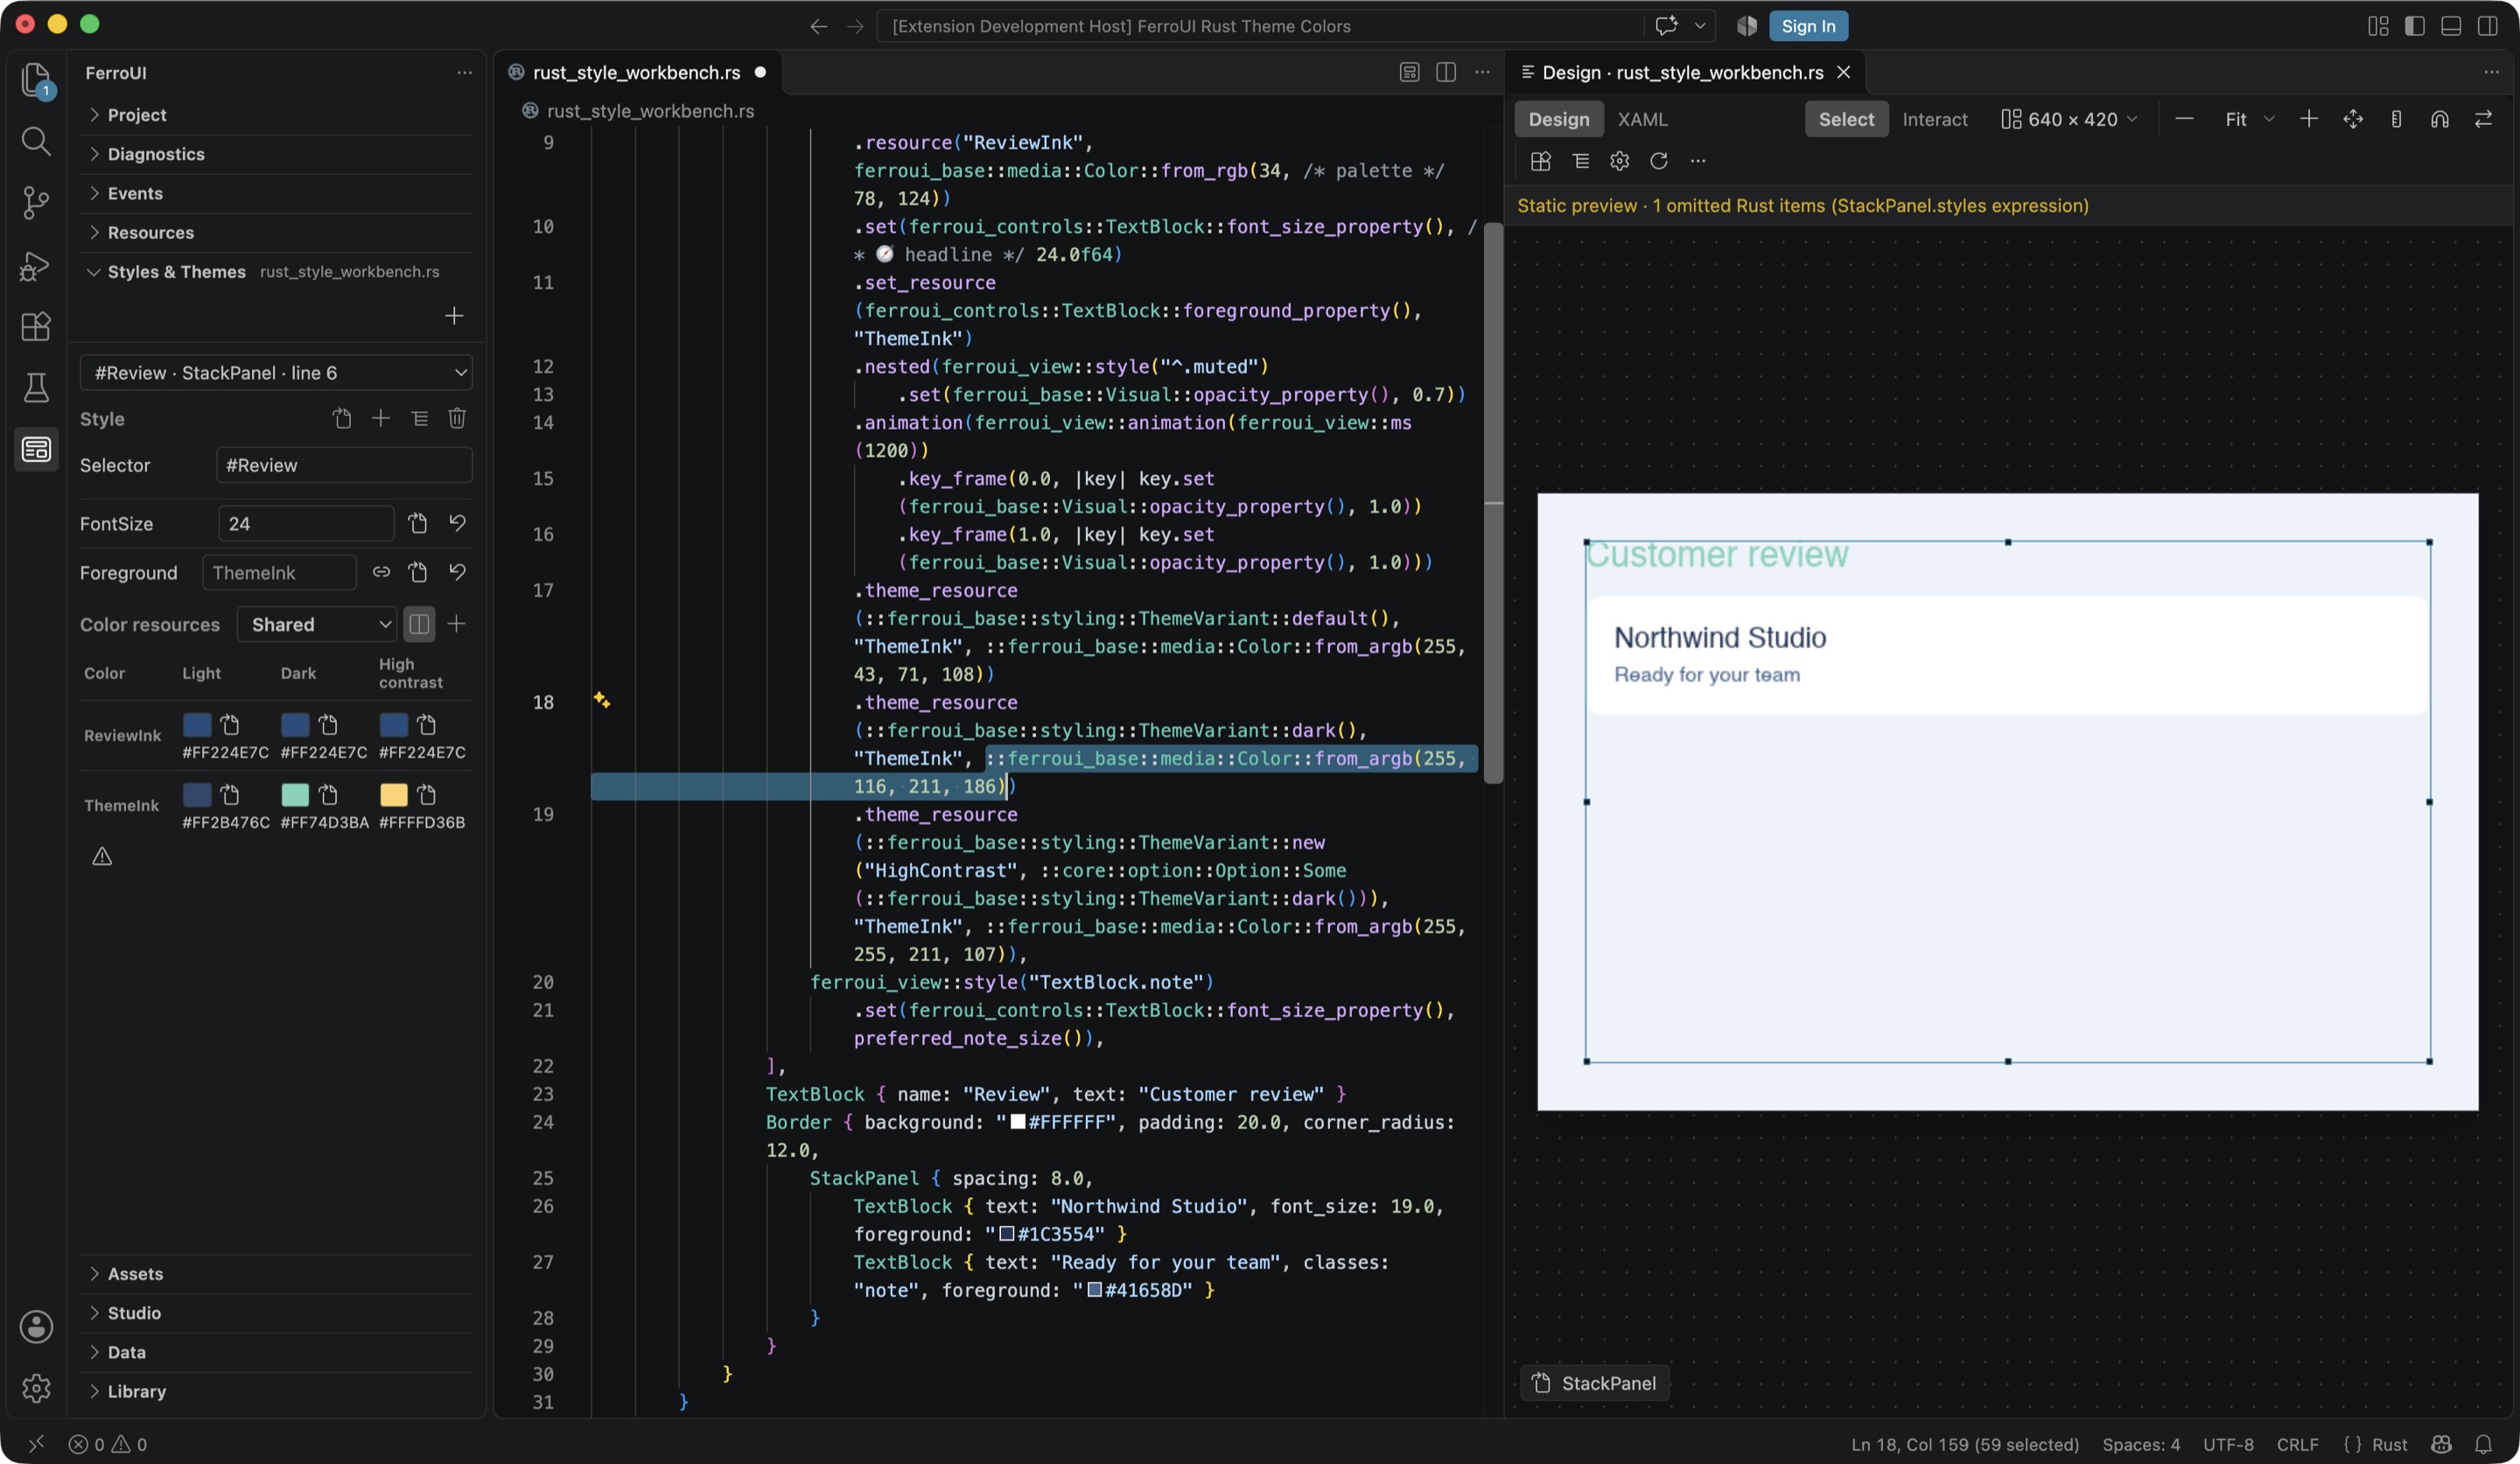 [Extension Development Host] FerroUI Rust Theme Colors
Sign In
1
FerroUI
Project
Diagnostics
Events
Resources
Styles & Themes rust_style_workbench.rs
#Review · StackPanel · line 6
Style
Selector #Review
FontSize 24
Foreground ThemeInk
Color resources Shared
Color Light Dark High contrast
ReviewInk #FF224E7C #FF224E7C #FF224E7C
ThemeInk #FF2B476C #FF74D3BA #FFFFD36B
Assets
Studio
Data
Library
rust_style_workbench.rs
rust_style_workbench.rs
9 .resource("ReviewInk",
ferroui_base::media::Color::from_rgb(34, /* palette */
78, 124))
10 .set(ferroui_controls::TextBlock::font_size_property(), /
* 🧭 headline */ 24.0f64)
11 .set_resource
(ferroui_controls::TextBlock::foreground_property(),
"ThemeInk")
12 .nested(ferroui_view::style("^.muted")
13 .set(ferroui_base::Visual::opacity_property(), 0.7))
14 .animation(ferroui_view::animation(ferroui_view::ms
(1200))
15 .key_frame(0.0, |key| key.set
(ferroui_base::Visual::opacity_property(), 1.0))
16 .key_frame(1.0, |key| key.set
(ferroui_base::Visual::opacity_property(), 1.0)))
17 .theme_resource
(::ferroui_base::styling::ThemeVariant::default(),
"ThemeInk", ::ferroui_base::media::Color::from_argb(255,
43, 71, 108))
18 .theme_resource
(::ferroui_base::styling::ThemeVariant::dark(),
"ThemeInk", ::ferroui_base::media::Color::from_argb(255,
116, 211, 186))
19 .theme_resource
(::ferroui_base::styling::ThemeVariant::new
("HighContrast", ::core::option::Option::Some
(::ferroui_base::styling::ThemeVariant::dark())),
"ThemeInk", ::ferroui_base::media::Color::from_argb(255,
255, 211, 107)),
20 ferroui_view::style("TextBlock.note")
21 .set(ferroui_controls::TextBlock::font_size_property(),
preferred_note_size()),
22 ],
23 TextBlock { name: "Review", text: "Customer review" }
24 Border { background: "#FFFFFF", padding: 20.0, corner_radius:
12.0,
25 StackPanel { spacing: 8.0,
26 TextBlock { text: "Northwind Studio", font_size: 19.0,
foreground: "#1C3554" }
27 TextBlock { text: "Ready for your team", classes:
"note", foreground: "#41658D" }
28 }
29 }
30 }
31 }
Design · rust_style_workbench.rs
Design XAML Select Interact 640 × 420 Fit
Static preview · 1 omitted Rust items (StackPanel.styles expression)
Customer review
Northwind Studio
Ready for your team
StackPanel
0 0
Ln 18, Col 159 (59 selected) Spaces: 4 UTF-8 CRLF { } Rust